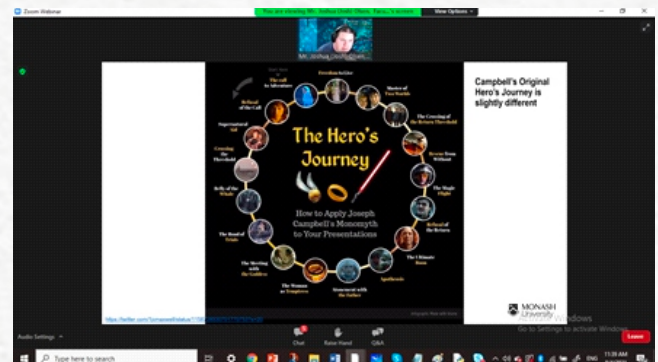 Zoom Webinar
View Options
Campbell's Original
Hero's Journey is
slightly different
The Call
to Adventure
Freedom to Live
Master of
Two Worlds
The Crossing of
the Return Threshold
Rescue from
Without
The Magic
Flight
Refusal of
the Return
The Ultimate
Boon
Apotheosis
Atonement with
the Father
The Woman
as Temptress
The Meeting
with
the Goddess
The Road of
Trials
Belly of the
Whale
Crossing
the
Threshold
Supernatural
Aid
Refusal
of the Call
The Hero's
Journey
How to Apply Joseph
Campbell's Monomyth
to Your Presentations
MONASH
University
Activate Windows
Go to Settings to activate Windows.
Audio Settings
Chat
Raise Hand
Q&A
Leave
Type here to search
11:28 AM